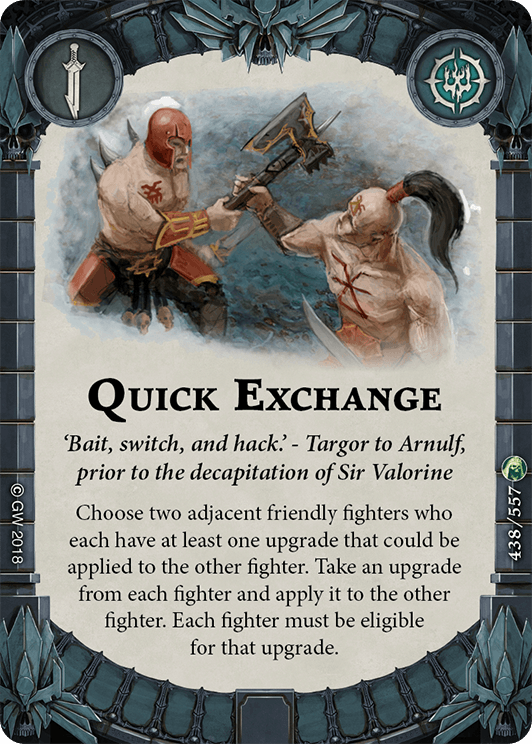 QUICK EXCHANGE
‘Bait, switch, and hack.’ - Targor to Arnulf,
prior to the decapitation of Sir Valorine
Choose two adjacent friendly fighters who
each have at least one upgrade that could be
applied to the other fighter. Take an upgrade
from each fighter and apply it to the other
fighter. Each fighter must be eligible
for that upgrade.
© GW 2018
438/557